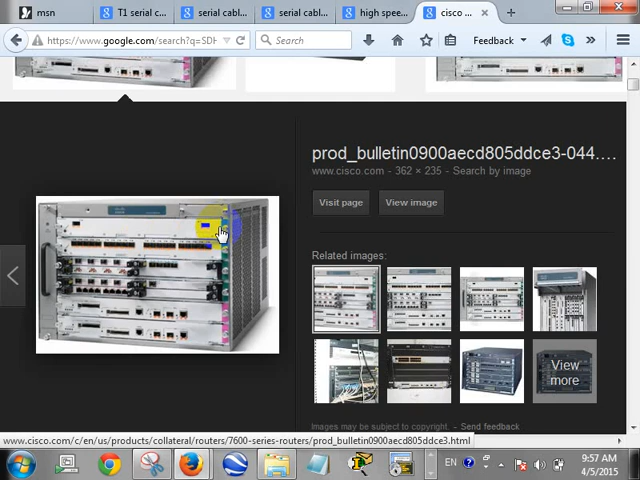 msn
T1 serial c...
serial cabl...
serial cabl...
high spee...
cisco ...
https://www.google.com/search?q=SDH
Search
Feedback
prod_bulletin0900aecd805ddce3-044....
www.cisco.com - 362 × 235 - Search by image
Visit page
View image
Related images:
View
more
Images may be subject to copyright. - Send feedback
www.cisco.com/c/en/us/products/collateral/routers/7600-series-routers/prod_bulletin0900aecd805ddce3.html
EN
9:57 AM
4/5/2015